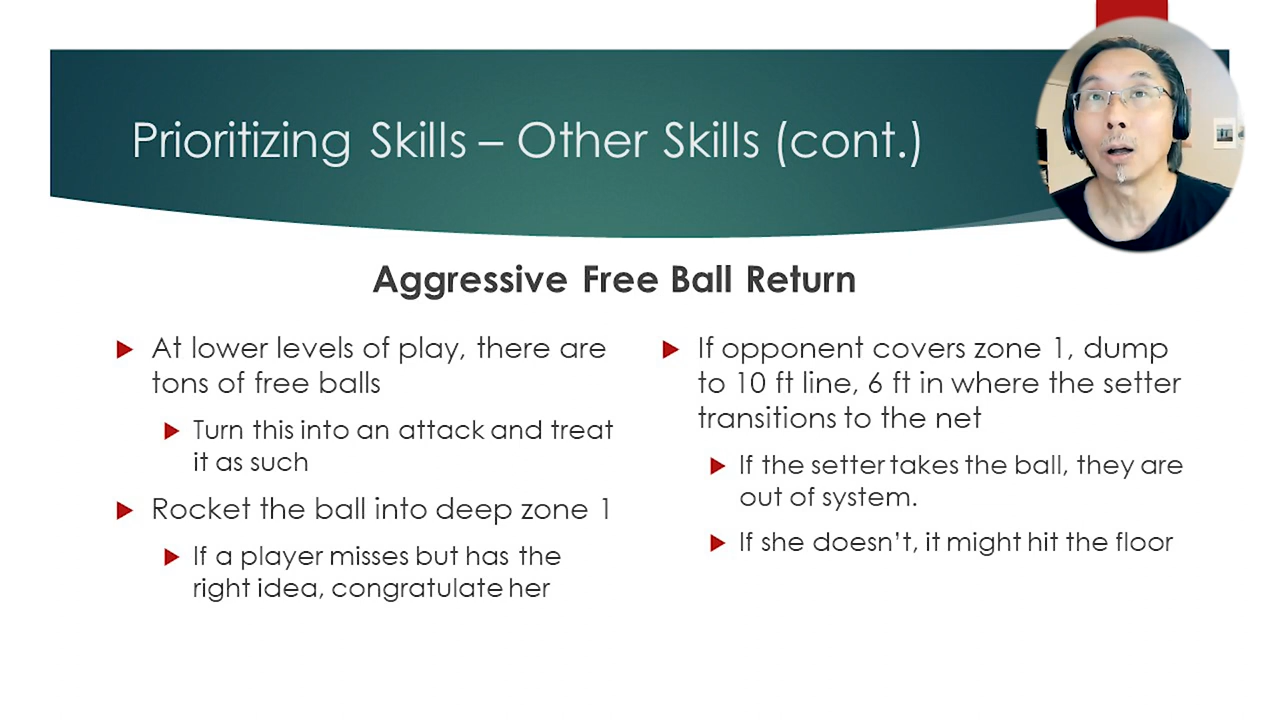 Prioritizing Skills – Other Skills (cont.)
Aggressive Free Ball Return
At lower levels of play, there are
tons of free balls
Turn this into an attack and treat
it as such
Rocket the ball into deep zone 1
If a player misses but has the
right idea, congratulate her
If opponent covers zone 1, dump
to 10 ft line, 6 ft in where the setter
transitions to the net
If the setter takes the ball, they are
out of system.
If she doesn’t, it might hit the floor